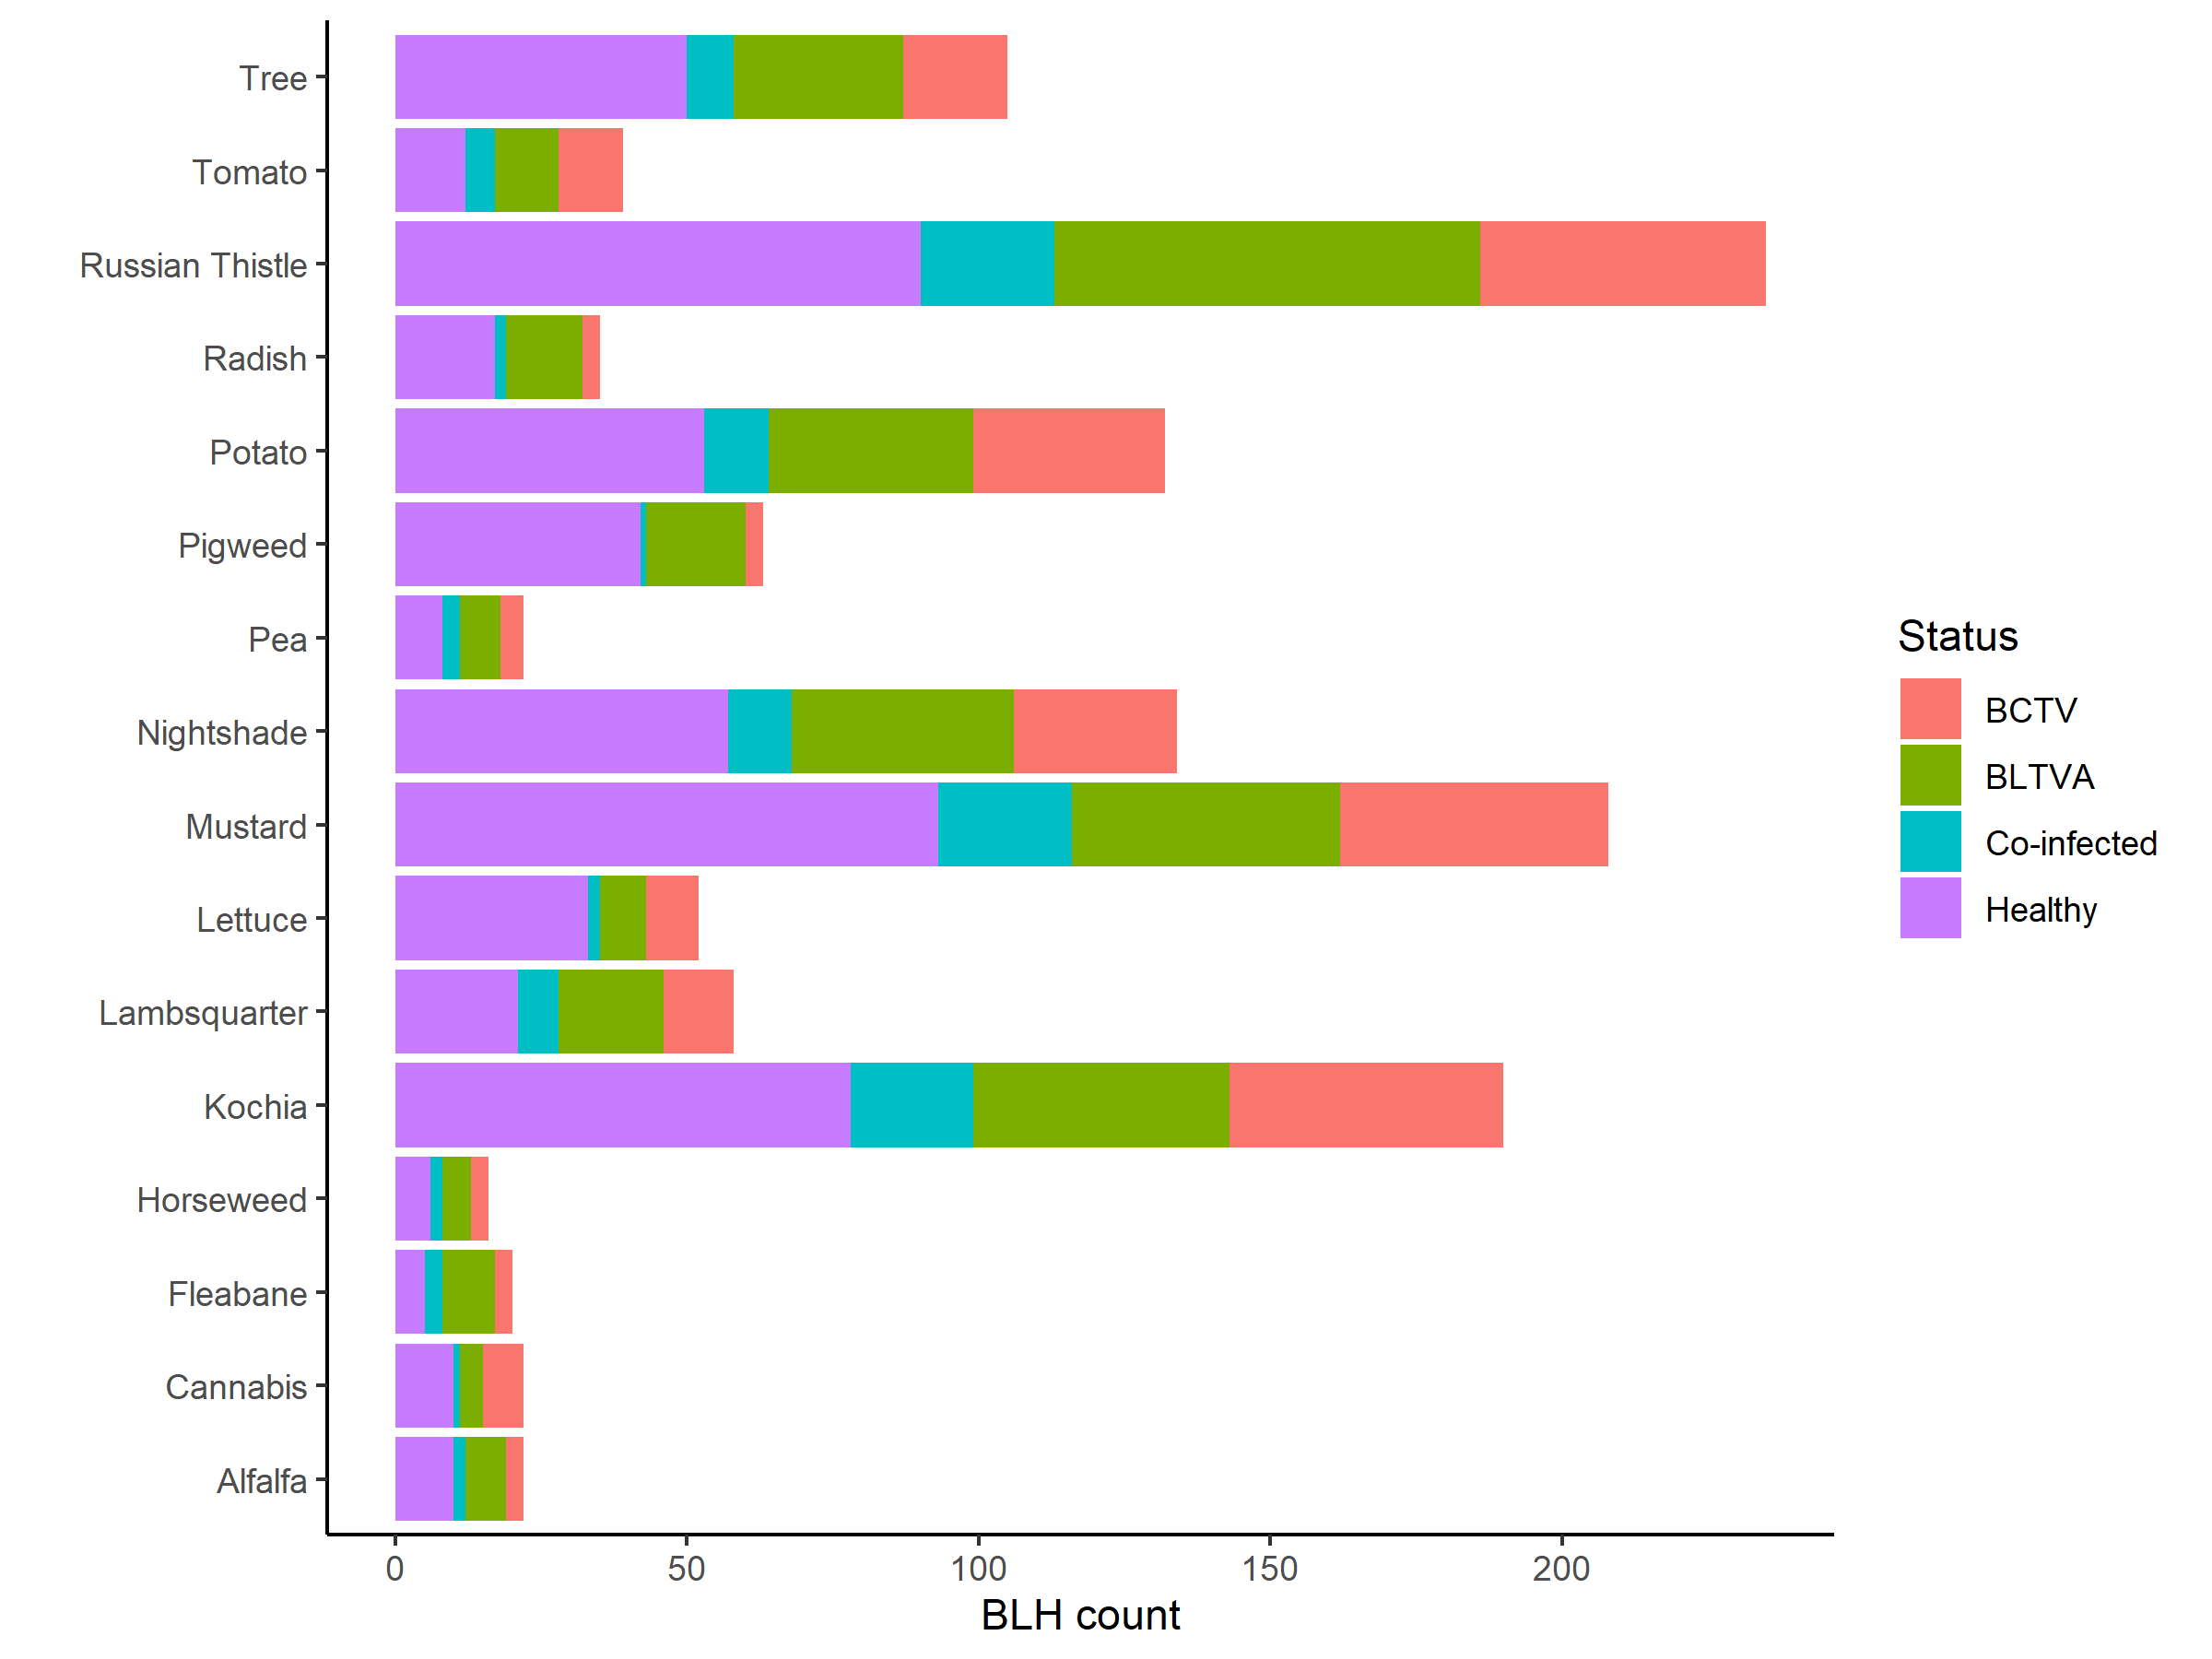 Tree
Tomato
Russian Thistle
Radish
Potato
Pigweed
Pea
Nightshade
Mustard
Lettuce
Lambsquarter
Kochia
Horseweed
Fleabane
Cannabis
Alfalfa
0 50 100 150 200
BLH count
Status
BCTV
BLTVA
Co-infected
Healthy